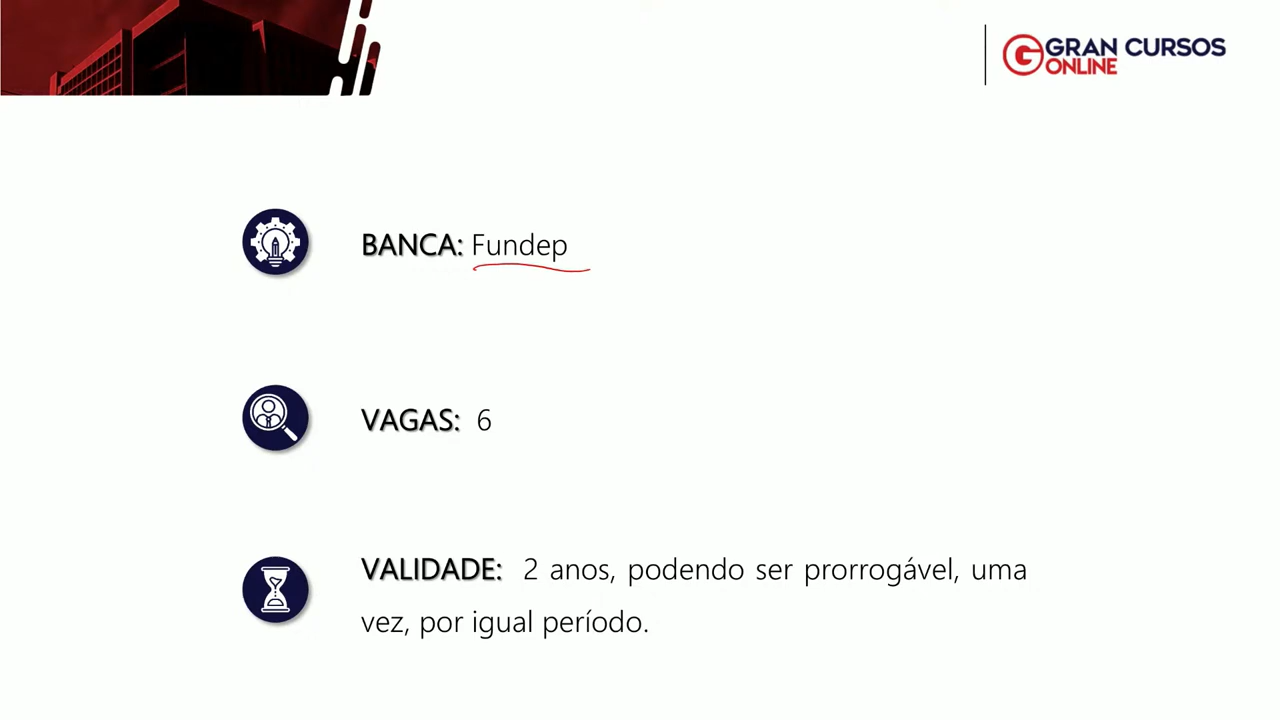 GRAN CURSOS
ONLINE
BANCA: Fundep
VAGAS: 6
VALIDADE: 2 anos, podendo ser prorrogável, uma
vez, por igual período.